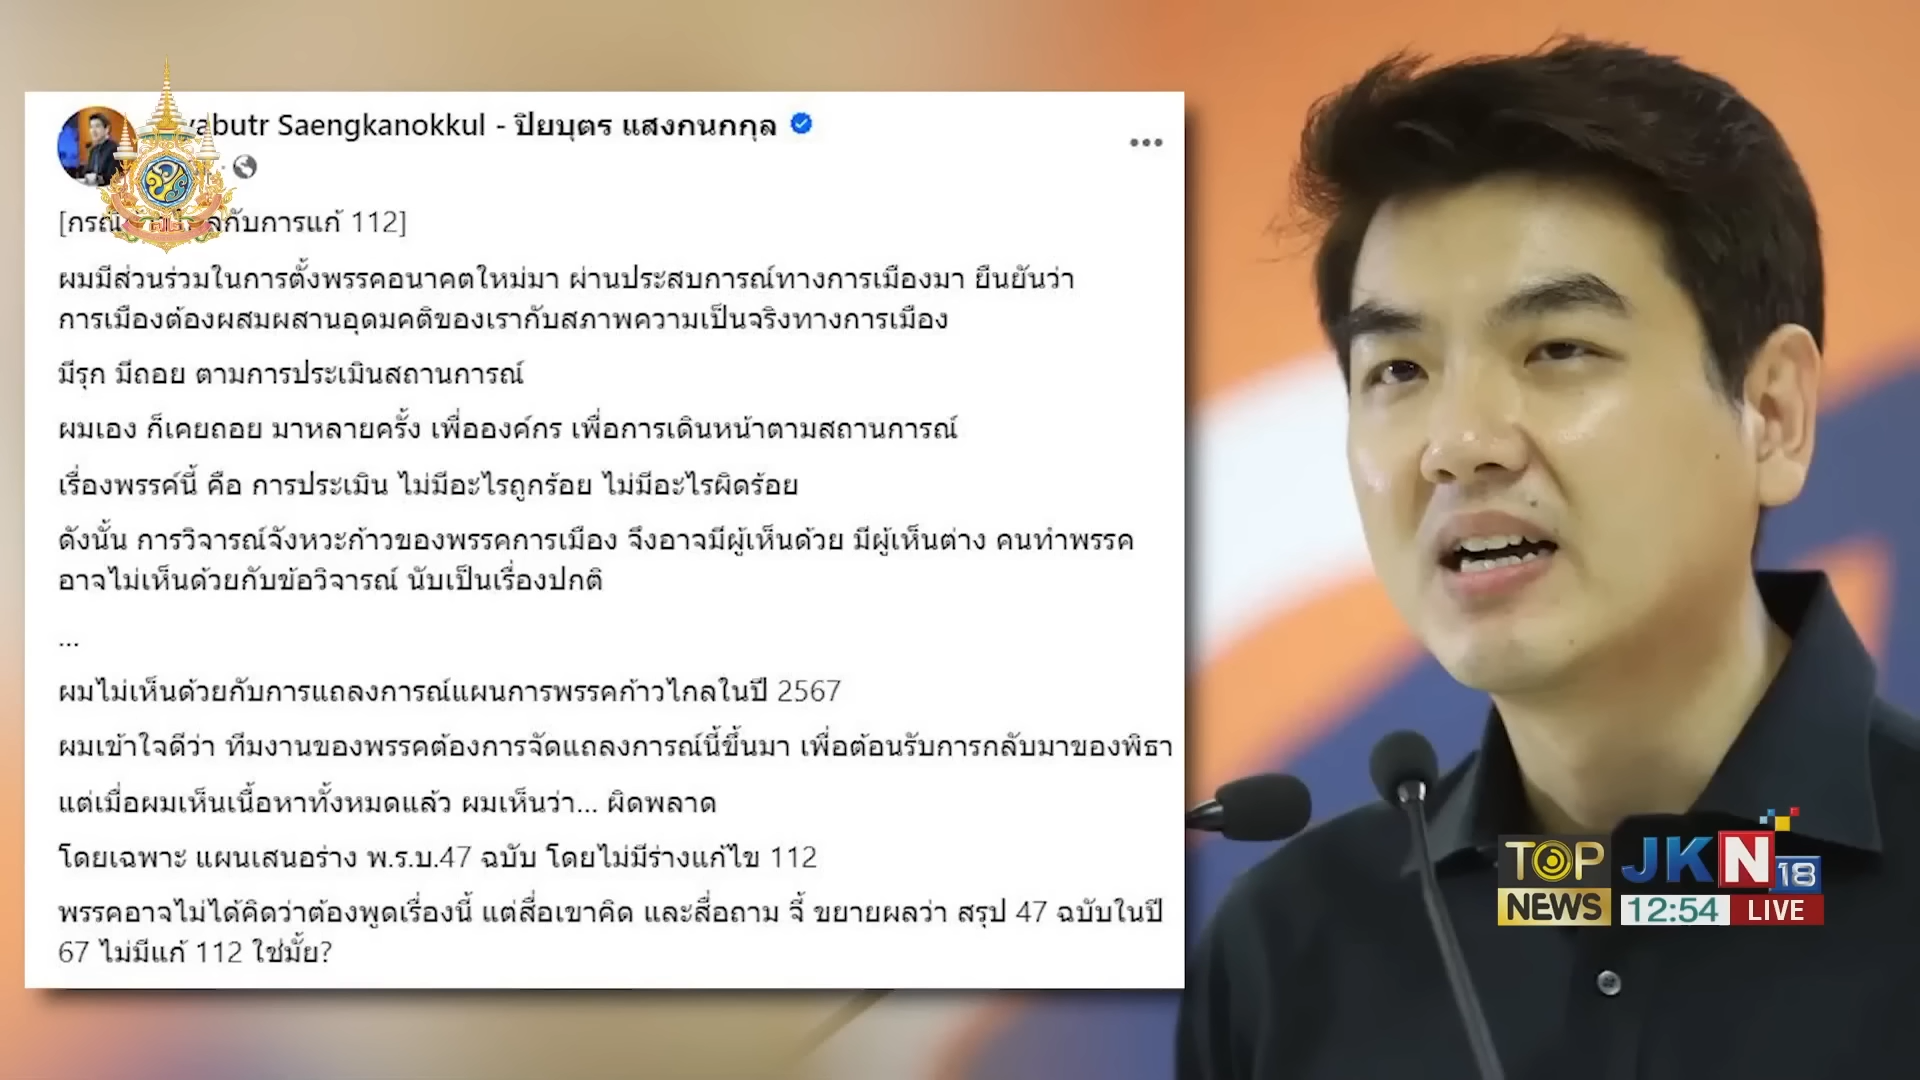 Saengkanokkul - ปิยบุตร แสงกนกกุล
[กรณี กับการแก้ 112]
ผมมีส่วนร่วมในการตั้งพรรคอนาคตใหม่มา ผ่านประสบการณ์ทางการเมืองมา ยืนยันว่า
การเมืองต้องผสมผสานอุดมคติของเรากับสภาพความเป็นจริงทางการเมือง
มีรุก มีถอย ตามการประเมินสถานการณ์
ผมเอง ก็เคยถอย มาหลายครั้ง เพื่อองค์กร เพื่อการเดินหน้าตามสถานการณ์
เรื่องพรรค์นี้ คือ การประเมิน ไม่มีอะไรถูกร้อย ไม่มีอะไรผิดร้อย
ดังนั้น การวิจารณ์จังหวะก้าวของพรรคการเมือง จึงอาจมีผู้เห็นด้วย มีผู้เห็นต่าง คนทำพรรค
อาจไม่เห็นด้วยกับข้อวิจารณ์ นับเป็นเรื่องปกติ
...
ผมไม่เห็นด้วยกับการแถลงการณ์แผนการพรรคก้าวไกลในปี 2567
ผมเข้าใจดีว่า ทีมงานของพรรคต้องการจัดแถลงการณ์นี้ขึ้นมา เพื่อต้อนรับการกลับมาของพิธา
แต่เมื่อผมเห็นเนื้อหาทั้งหมดแล้ว ผมเห็นว่า... ผิดพลาด
โดยเฉพาะ แผนเสนอร่าง พ.ร.บ.47 ฉบับ โดยไม่มีร่างแก้ไข 112
พรรคอาจไม่ได้คิดว่าต้องพูดเรื่องนี้ แต่สื่อเขาคิด และสื่อถาม จี้ ขยายผลว่า สรุป 47 ฉบับในปี
67 ไม่มีแก้ 112 ใช่มั้ย?
TOP NEWS
JKN 18
12:54 LIVE